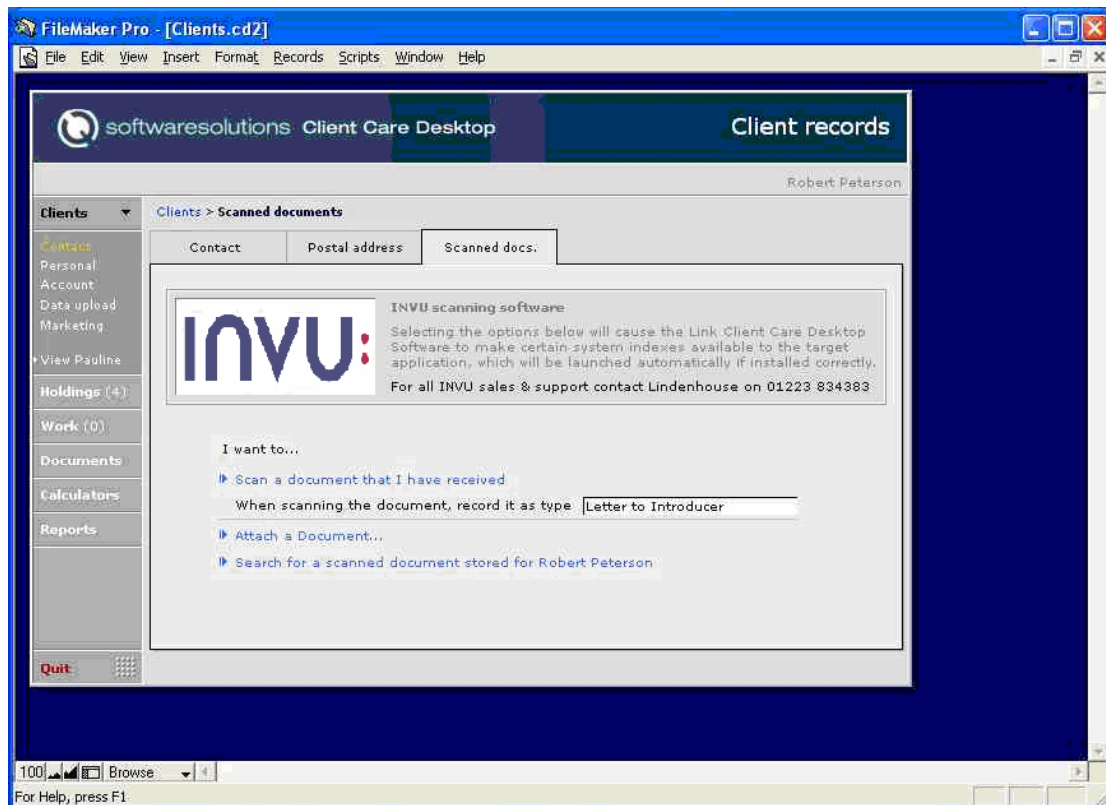 FileMaker Pro - [Clients.cd2]
File Edit View Insert Format Records Scripts Window Help
softwaresolutions Client Care Desktop
Client records
Robert Peterson
Clients
Clients > Scanned documents
Contact
Personal
Account
Data upload
Marketing
View Pauline
Holdings (4)
Work (0)
Documents
Calculators
Reports
Quit
Contact Postal address Scanned docs.
INVU:
INVU scanning software
Selecting the options below will cause the Link Client Care Desktop
Software to make certain system indexes available to the target
application, which will be launched automatically if installed correctly.
For all INVU sales & support contact Lindenhouse on 01223 834383
I want to...
Scan a document that I have received
When scanning the document, record it as type Letter to Introducer
Attach a Document...
Search for a scanned document stored for Robert Peterson
100 Browse
For Help, press F1